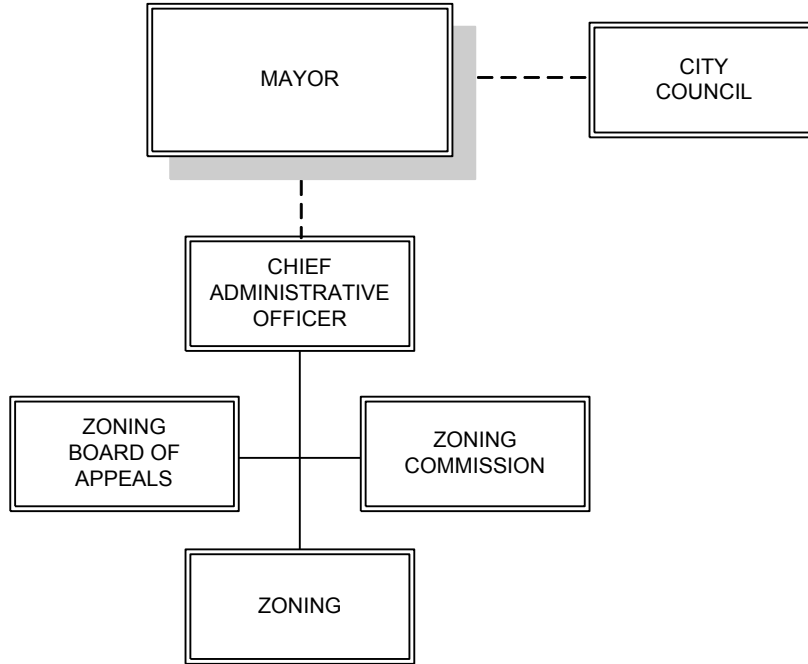 MAYOR
CITY
COUNCIL
CHIEF
ADMINISTRATIVE
OFFICER
ZONING
BOARD OF
APPEALS
ZONING
COMMISSION
ZONING